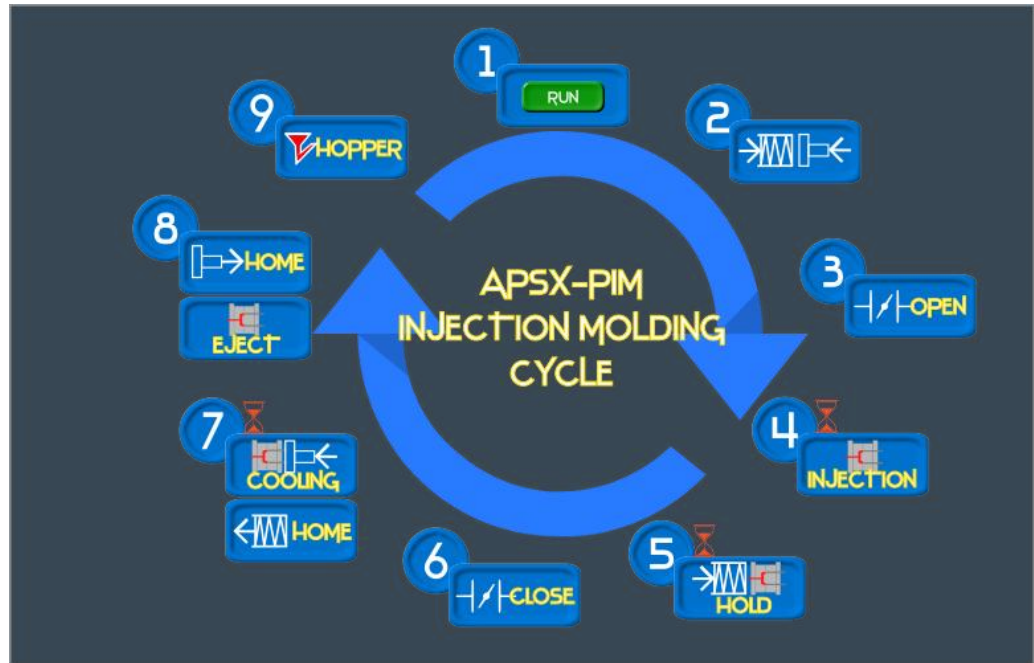 1
RUN
2
3
OPEN
4
INJECTION
5
HOLD
6
CLOSE
7
COOLING
HOME
8
HOME
EJECT
9
HOPPER
APSX-PIM
INJECTION MOLDING
CYCLE